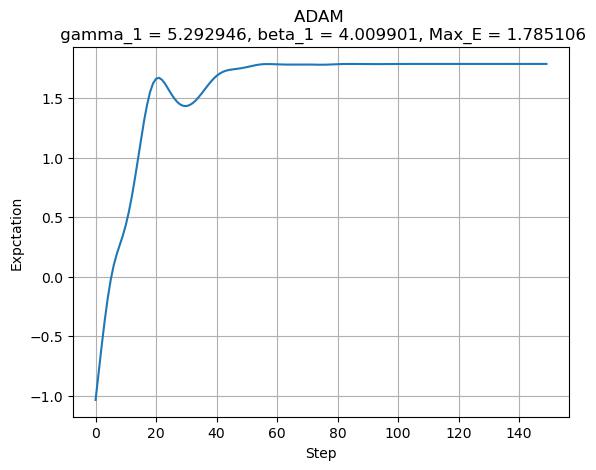 ADAM
gamma_1 = 5.292946, beta_1 = 4.009901, Max_E = 1.785106
1.5
1.0
0.5
0.0
−0.5
−1.0
Expctation
0 20 40 60 80 100 120 140
Step